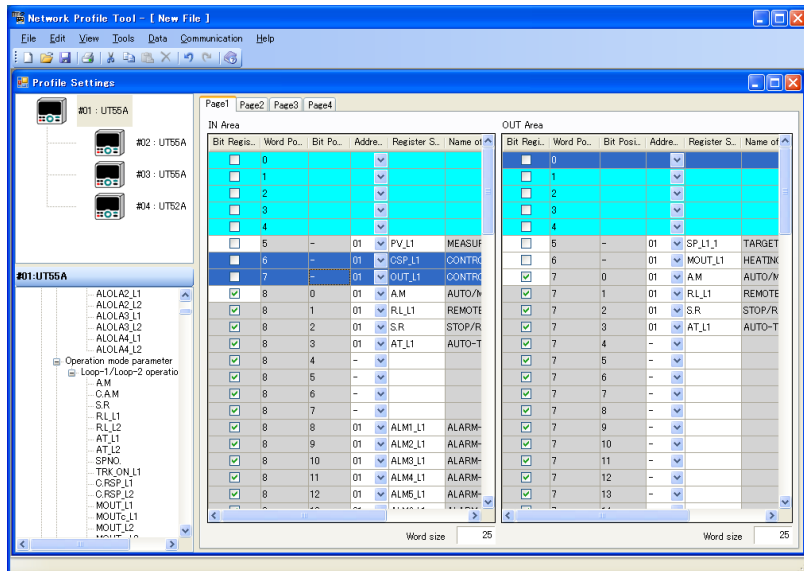 Network Profile Tool - [ New File ]
File Edit View Tools Data Communication Help
Profile Settings
#01 : UT55A
#02 : UT55A
#03 : UT55A
#04 : UT52A
#01:UT55A
ALOLA2_L1
ALOLA2_L2
ALOLA3_L1
ALOLA3_L2
ALOLA4_L1
ALOLA4_L2
Operation mode parameter
Loop-1/Loop-2 operatio
A.M
C.A.M
S.R
R.L_L1
R.L_L2
AT_L1
AT_L2
SPNO.
TRK_ON_L1
C.RSP_L1
C.RSP_L2
MOUT_L1
MOUTc_L1
MOUT_L2
Page1 Page2 Page3 Page4
IN Area
Bit Regis... Word Po... Bit Po... Addre... Register S... Name of
0
1
2
3
4
5 - 01 PV_L1 MEASUF
6 - 01 CSP_L1 CONTRO
7 - 01 OUT_L1 CONTRO
8 0 01 A.M AUTO/M
8 1 01 R.L_L1 REMOTE
8 2 01 S.R STOP/R
8 3 01 AT_L1 AUTO-T
8 4 -
8 5 -
8 6 -
8 7 -
8 8 01 ALM1_L1 ALARM-
8 9 01 ALM2_L1 ALARM-
8 10 01 ALM3_L1 ALARM-
8 11 01 ALM4_L1 ALARM-
8 12 01 ALM5_L1 ALARM-
Word size 25
OUT Area
Bit Regi... Word Po... Bit Posi... Addre... Register S... Name of
0
1
2
3
4
5 - 01 SP_L1_1 TARGET
6 - 01 MOUT_L1 HEATING
7 0 01 A.M AUTO/M
7 1 01 R.L_L1 REMOTE
7 2 01 S.R STOP/R
7 3 01 AT_L1 AUTO-T
7 4 -
7 5 -
7 6 -
7 7 -
7 8 -
7 9 -
7 10 -
7 11 -
7 12 -
7 13 -
Word size 25